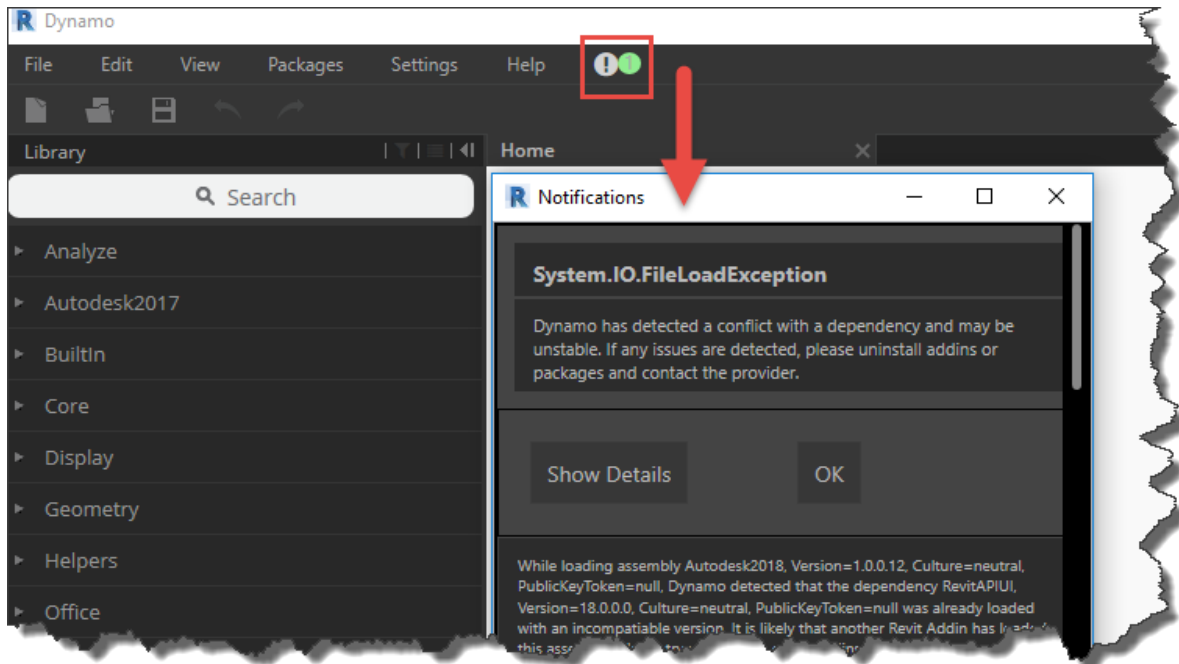 Dynamo
File Edit View Packages Settings Help ! 1
Library
Home
Search
Analyze
Autodesk2017
BuiltIn
Core
Display
Geometry
Helpers
Office
Notifications
System.IO.FileLoadException
Dynamo has detected a conflict with a dependency and may be
unstable. If any issues are detected, please uninstall addins or
packages and contact the provider.
Show Details OK
While loading assembly Autodesk2018, Version=1.0.0.12, Culture=neutral,
PublicKeyToken=null, Dynamo detected that the dependency RevitAPIUI,
Version=18.0.0.0, Culture=neutral, PublicKeyToken=null was already loaded
with an incompatiable version. It is likely that another Revit Addin has
this